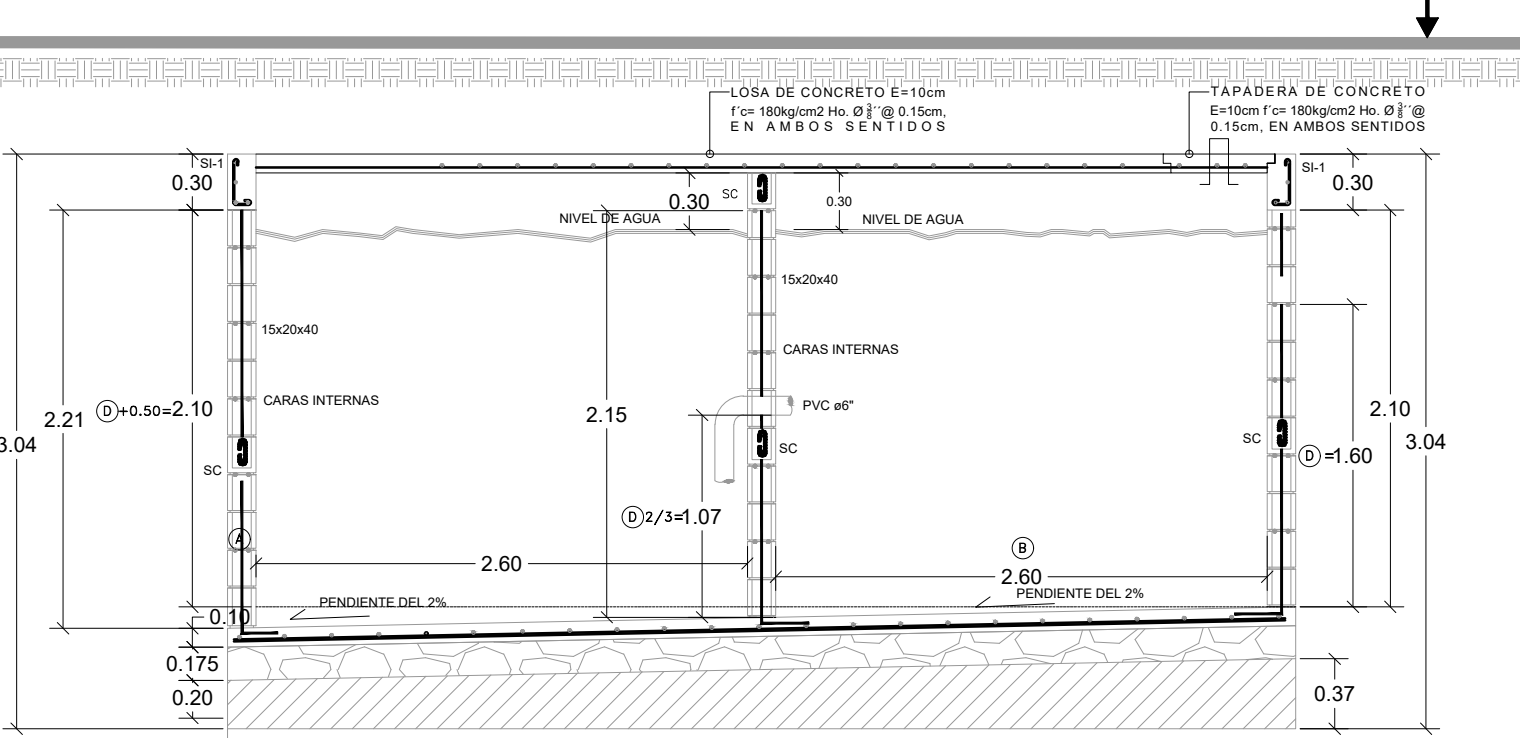 LOSA DE CONCRETO E=10cm
f´c= 180kg/cm2 Ho. Ø 3/8´´@ 0.15cm,
EN AMBOS SENTIDOS
TAPADERA DE CONCRETO
E=10cm f´c= 180kg/cm2 Ho. Ø 3/8´´@
0.15cm, EN AMBOS SENTIDOS
SI-1
0.30
SC
0.30
0.30
SI-1
0.30
NIVEL DE AGUA
NIVEL DE AGUA
15x20x40
15x20x40
CARAS INTERNAS
CARAS INTERNAS
3.04
2.21
D+0.50=2.10
2.15
PVC ø6"
2.10
3.04
SC
SC
SC
D=1.60
D2/3=1.07
A
2.60
B
2.60
PENDIENTE DEL 2%
PENDIENTE DEL 2%
0.10
0.175
0.20
0.37